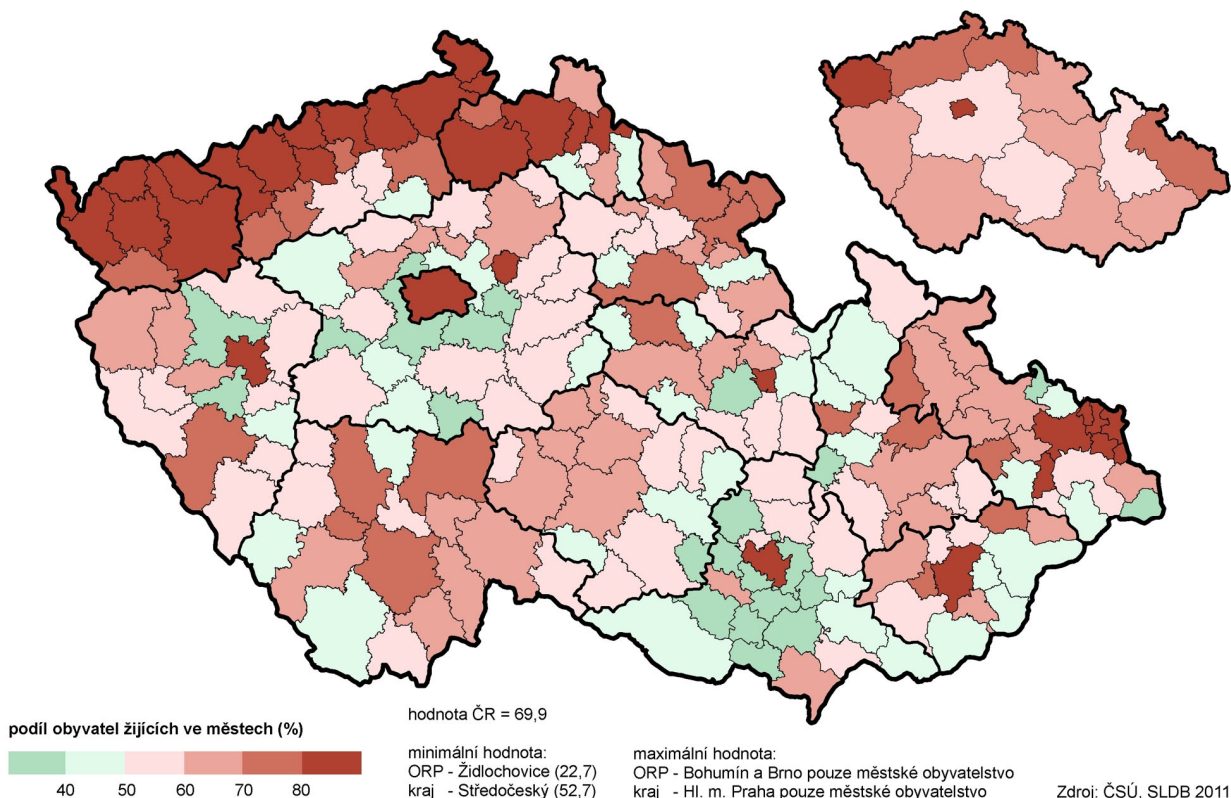 podíl obyvatel žijících ve městech (%)
40 50 60 70 80
hodnota ČR = 69,9
minimální hodnota:
ORP - Židlochovice (22,7)
kraj - Středočeský (52,7)
maximální hodnota:
ORP - Bohumín a Brno pouze městské obyvatelstvo
kraj - Hl. m. Praha pouze městské obyvatelstvo
Zdroj: ČSÚ, SLDB 2011